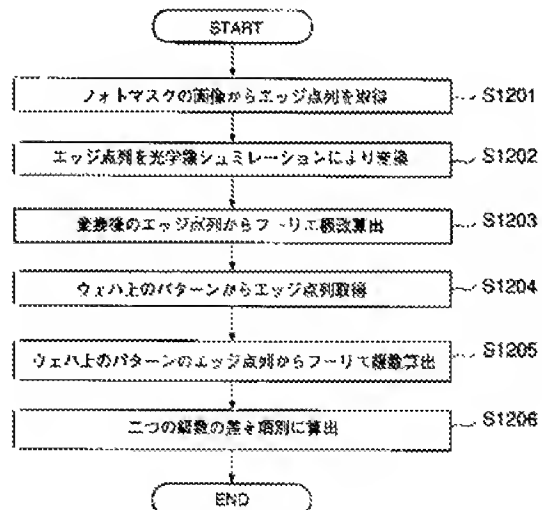 START
フォトマスクの画像からエッジ点列を取得
S1201
エッジ点列を光学像シュミレーションにより変換
S1202
変換後のエッジ点列からフーリエ級数算出
S1203
ウェハ上のパターンからエッジ点列取得
S1204
ウェハ上のパターンのエッジ点列からフーリエ級数算出
S1205
二つの級数の差を項別に算出
S1206
END